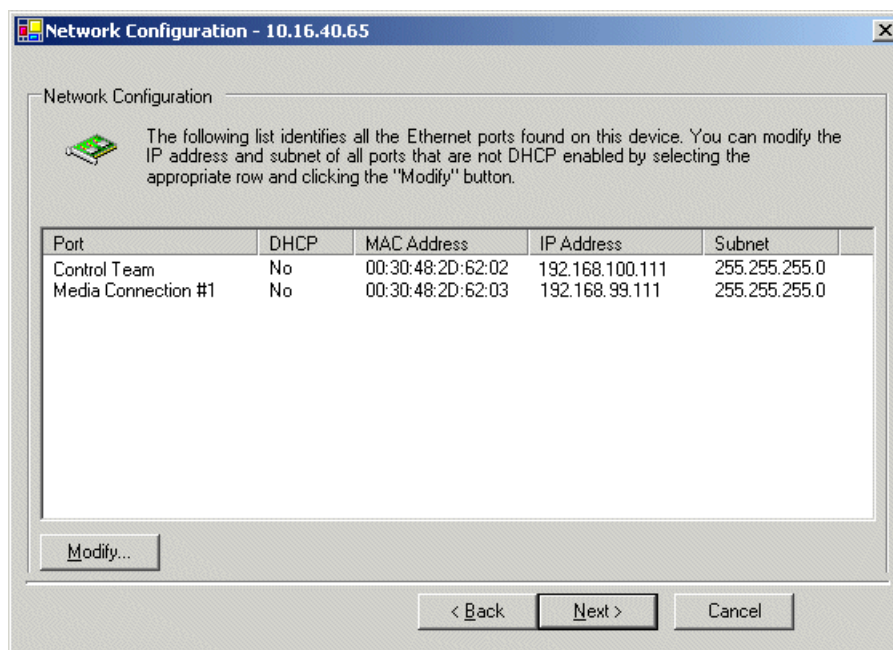 Network Configuration - 10.16.40.65
Network Configuration
The following list identifies all the Ethernet ports found on this device. You can modify the
IP address and subnet of all ports that are not DHCP enabled by selecting the
appropriate row and clicking the "Modify" button.
Port DHCP MAC Address IP Address Subnet
Control Team No 00:30:48:2D:62:02 192.168.100.111 255.255.255.0
Media Connection #1 No 00:30:48:2D:62:03 192.168.99.111 255.255.255.0
Modify...
< Back Next > Cancel